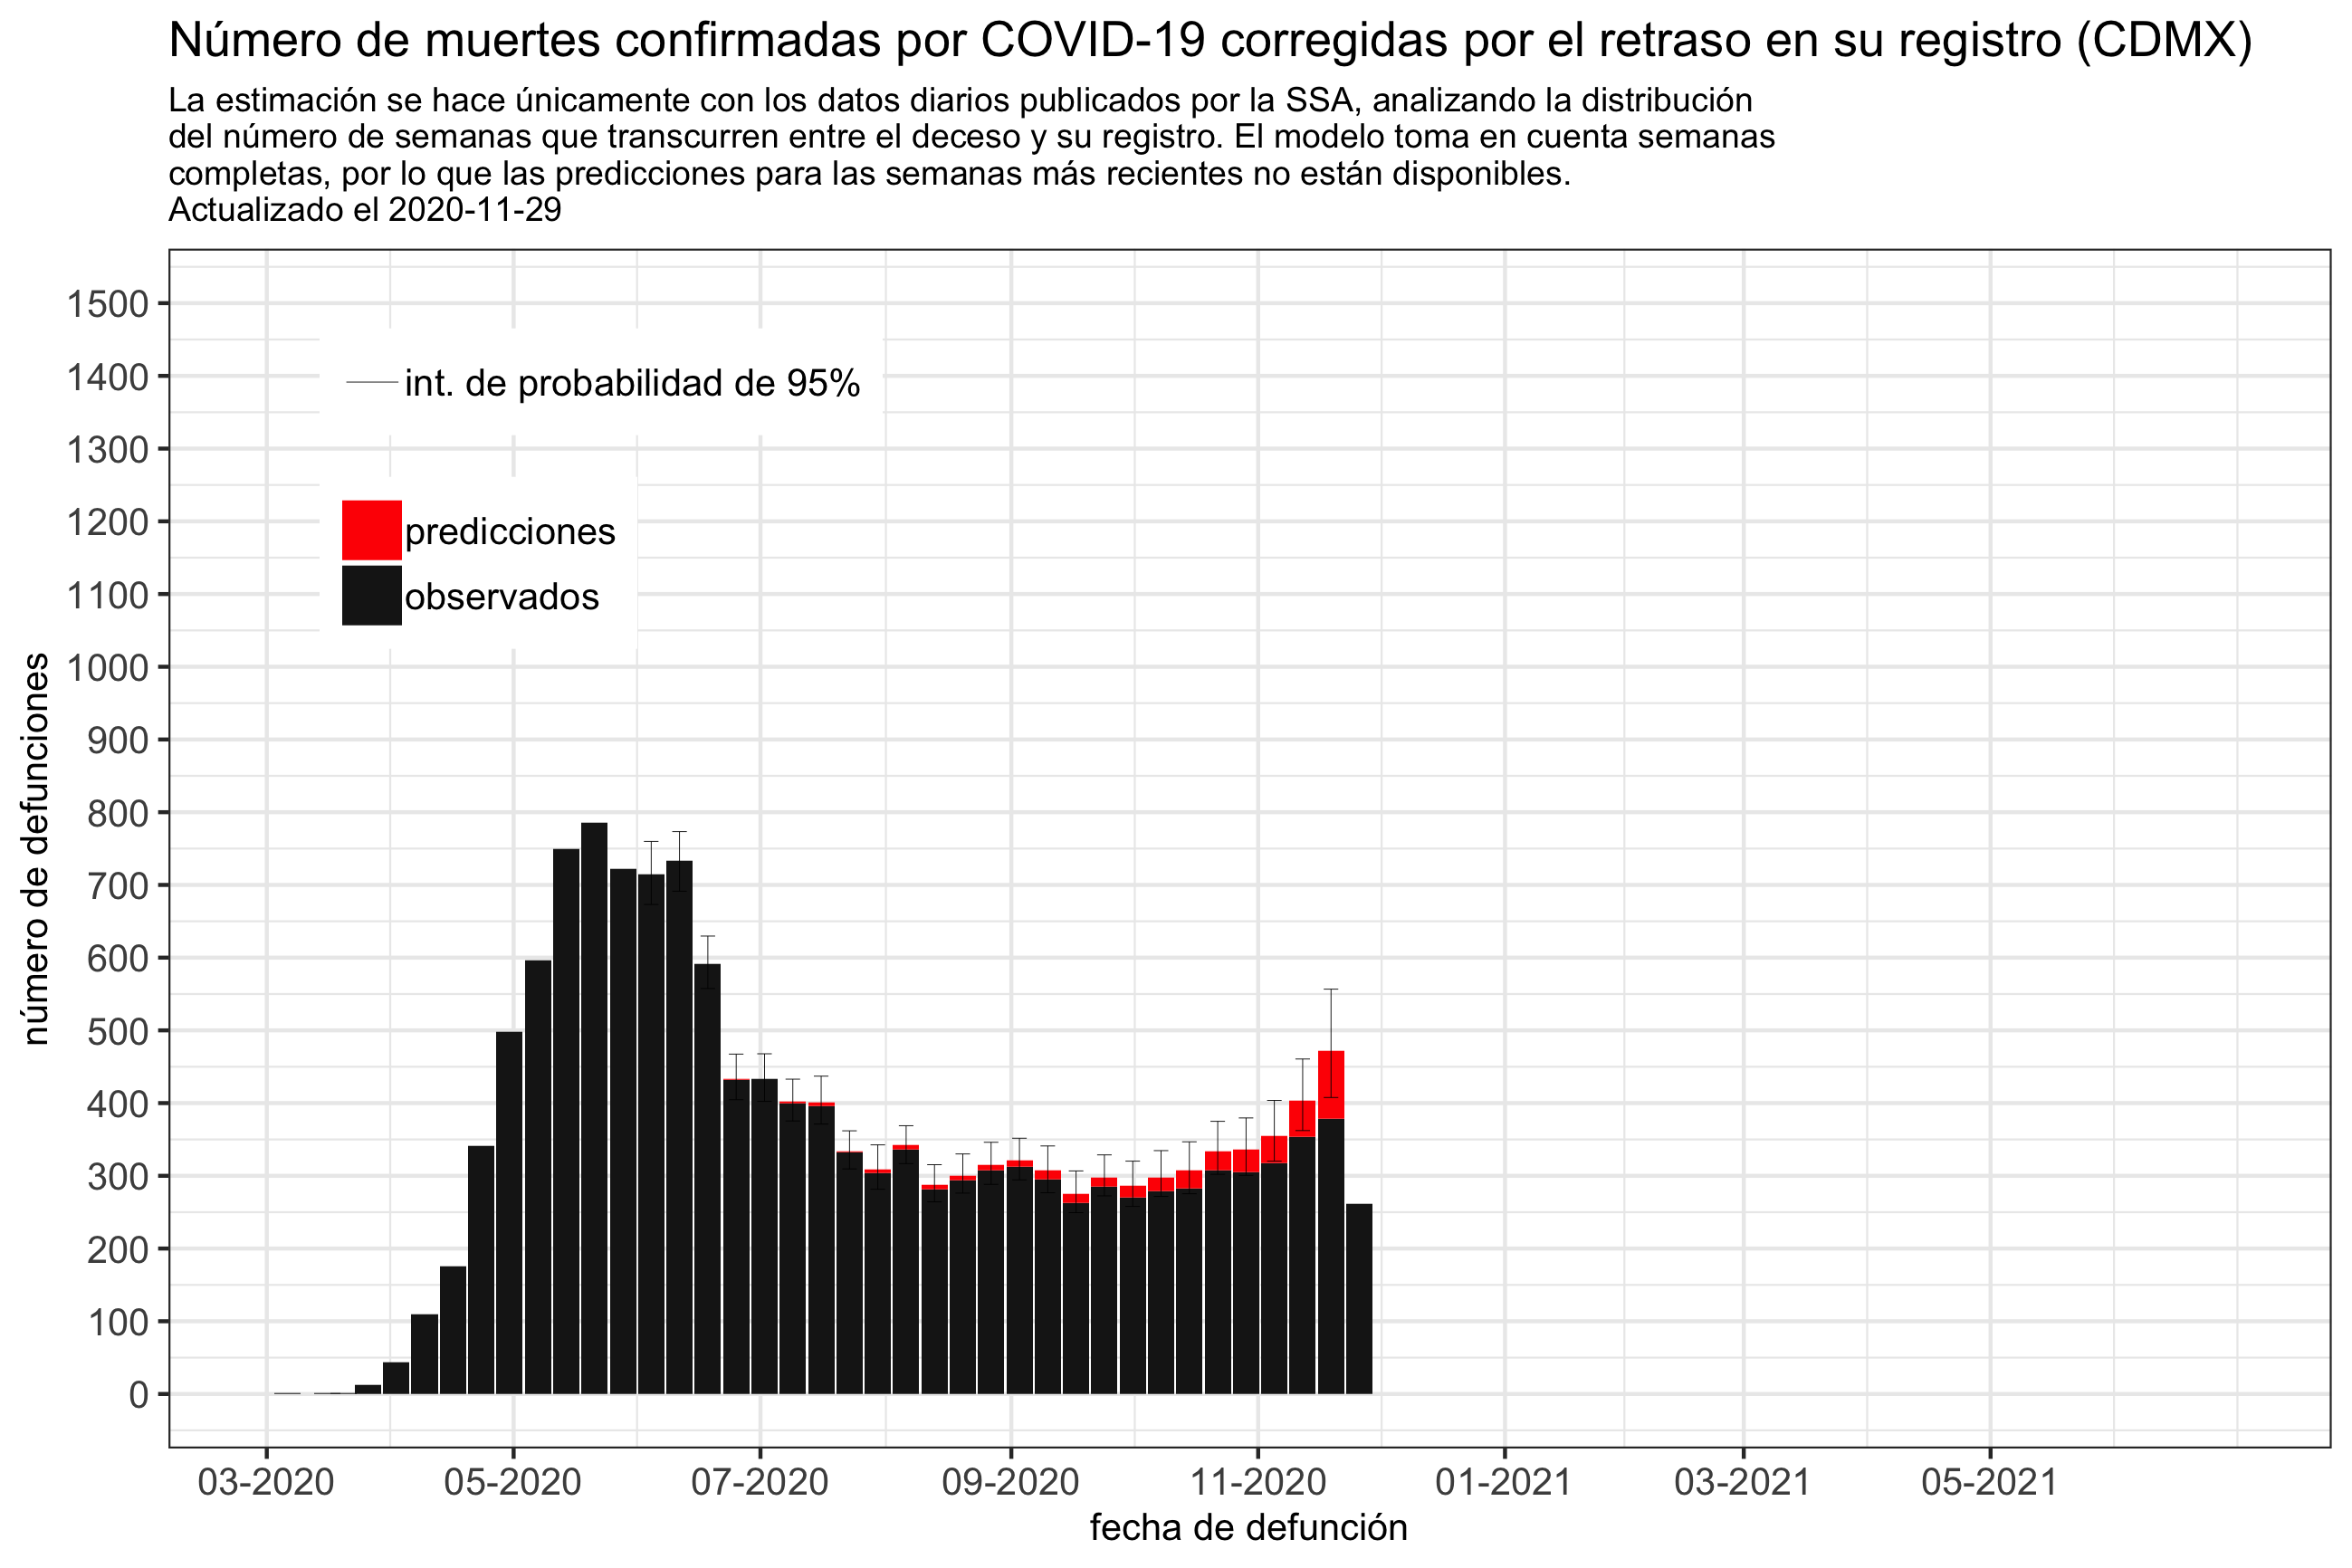 Número de muertes confirmadas por COVID-19 corregidas por el retraso en su registro (CDMX)
La estimación se hace únicamente con los datos diarios publicados por la SSA, analizando la distribución
del número de semanas que transcurren entre el deceso y su registro. El modelo toma en cuenta semanas
completas, por lo que las predicciones para las semanas más recientes no están disponibles.
Actualizado el 2020-11-29
número de defunciones
1500
1400
1300
1200
1100
1000
900
800
700
600
500
400
300
200
100
0
int. de probabilidad de 95%
predicciones
observados
03-2020 05-2020 07-2020 09-2020 11-2020 01-2021 03-2021 05-2021
fecha de defunción